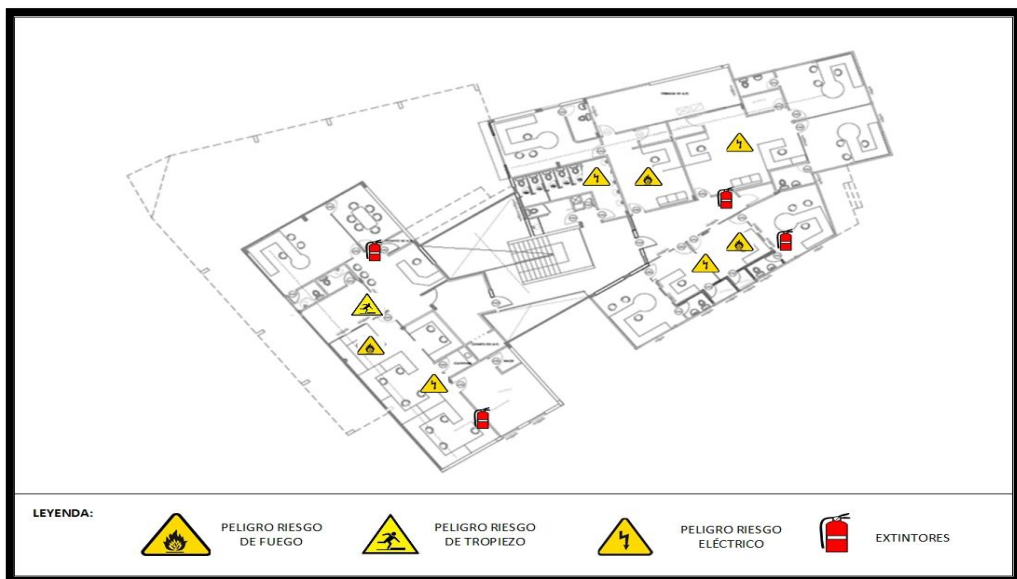 LEYENDA:
PELIGRO RIESGO
DE FUEGO
PELIGRO RIESGO
DE TROPIEZO
PELIGRO RIESGO
ELÉCTRICO
EXTINTORES